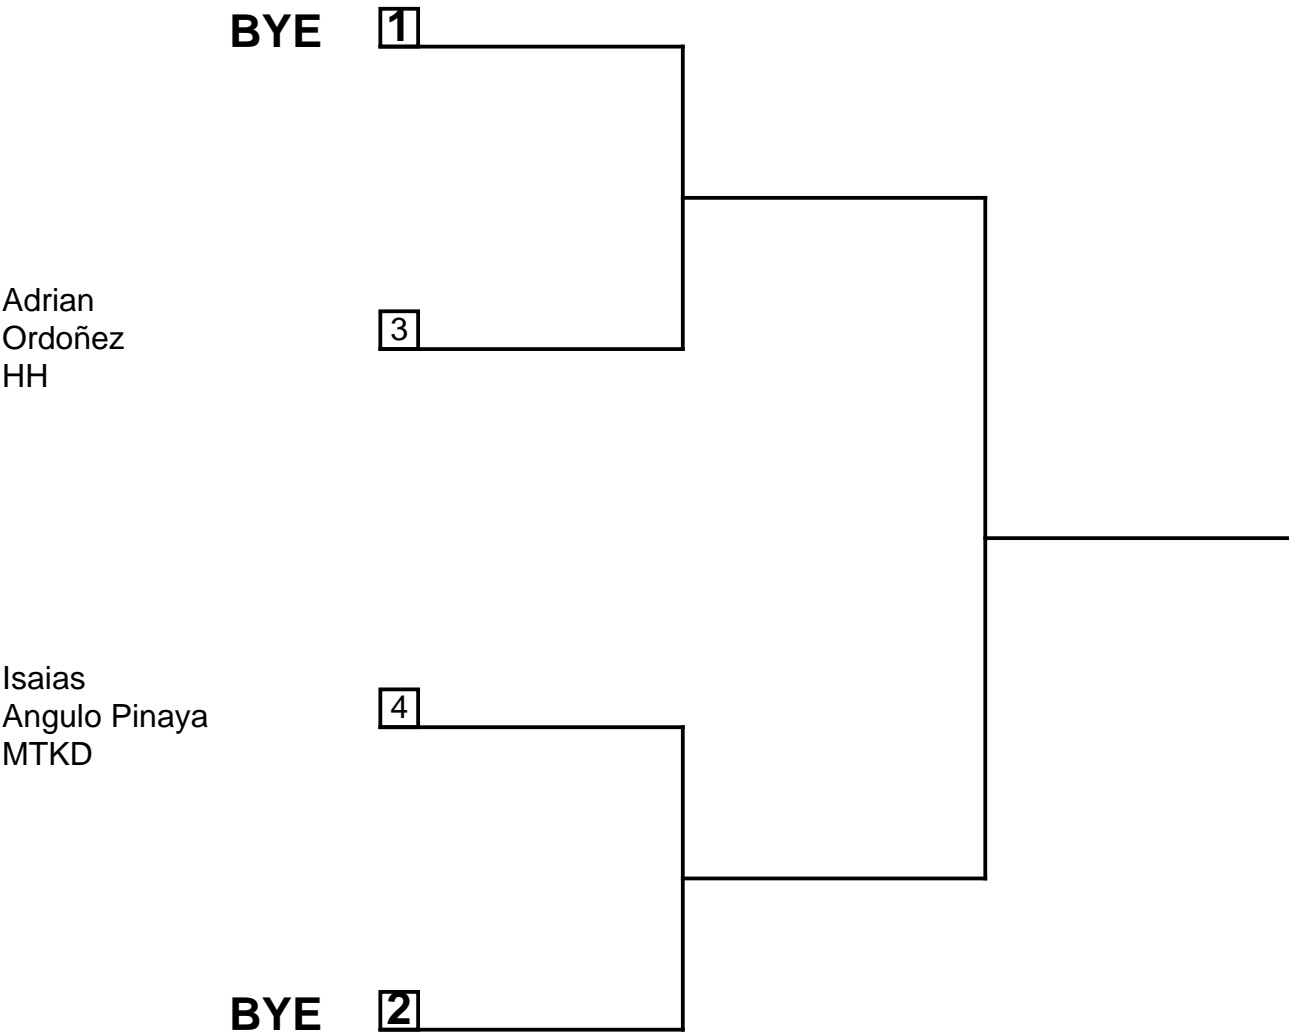 BYE 1
Adrian
Ordoñez
HH
3
Isaias
Angulo Pinaya
MTKD
4
BYE 2